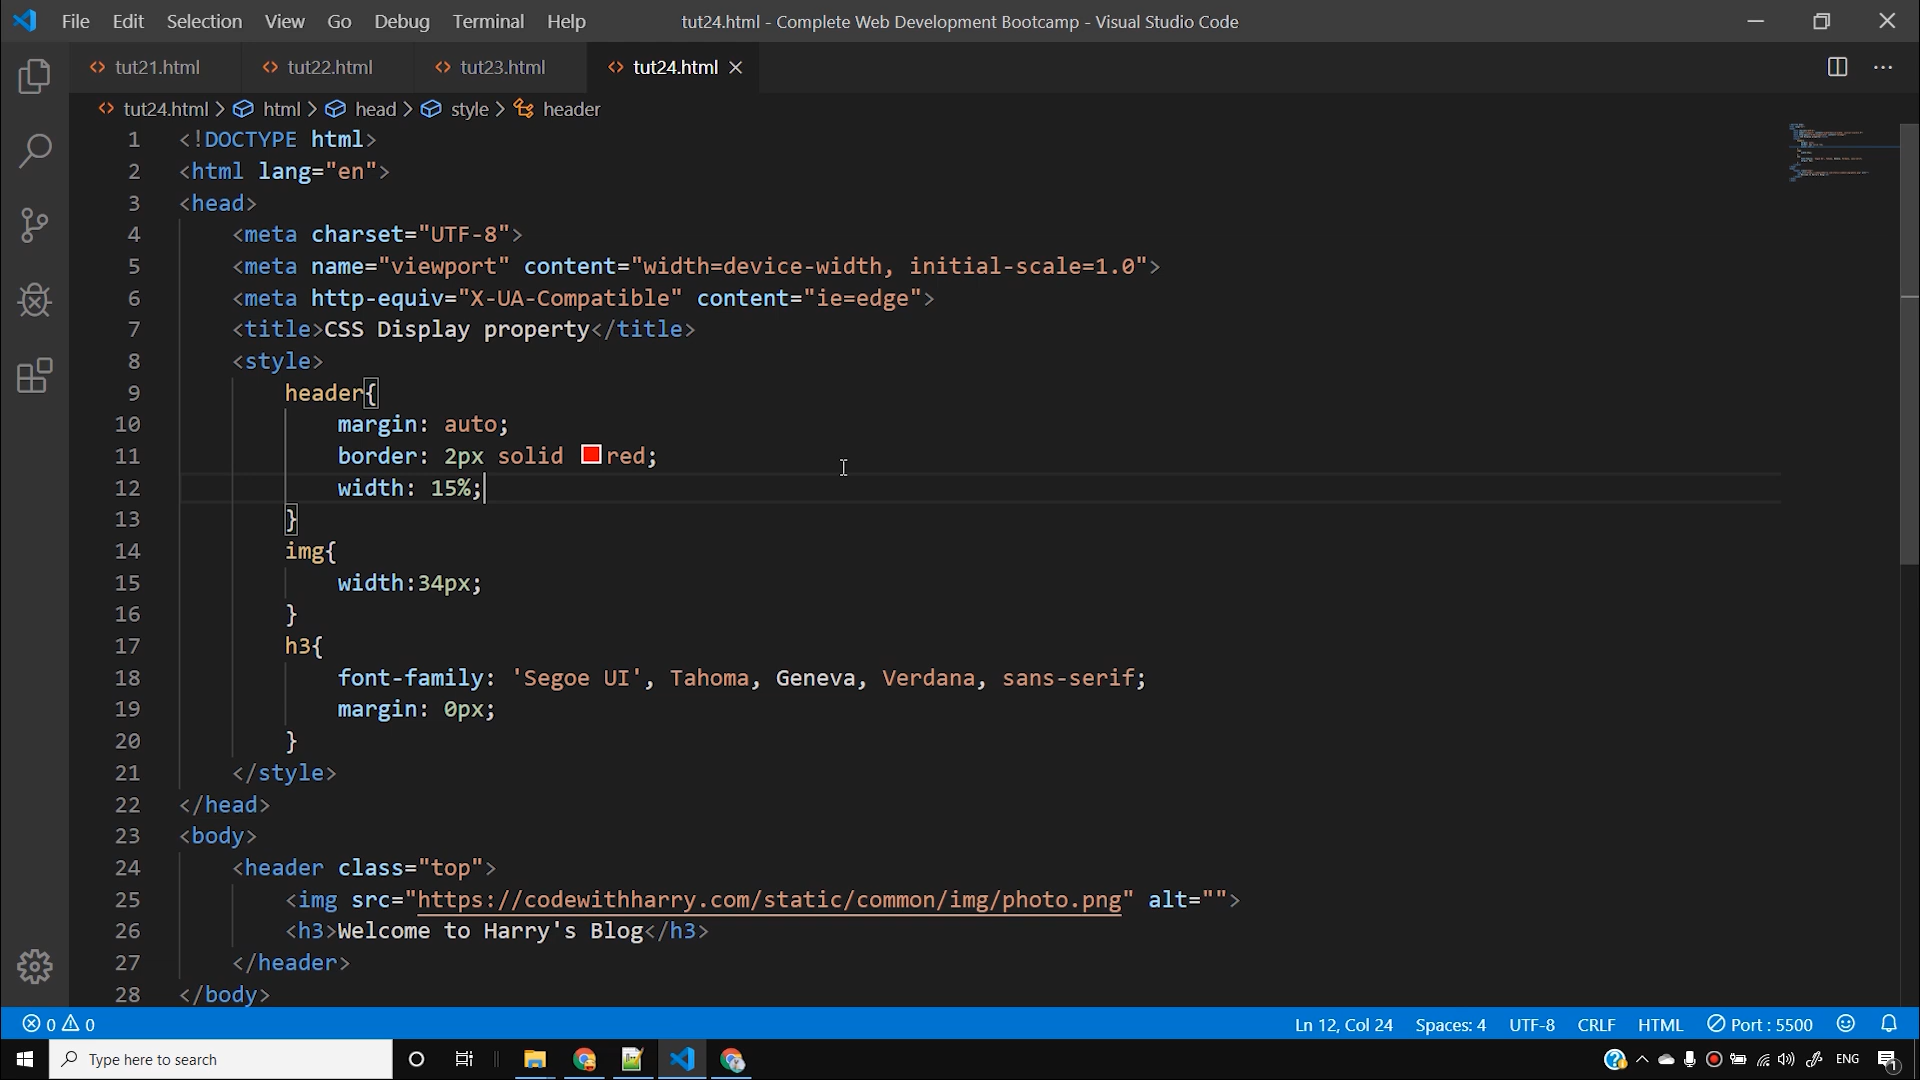 File Edit Selection View Go Debug Terminal Help tut24.html - Complete Web Development Bootcamp - Visual Studio Code
tut21.html tut22.html tut23.html tut24.html
tut24.html > html > head > style > header
1 <!DOCTYPE html>
2 <html lang="en">
3 <head>
4 <meta charset="UTF-8">
5 <meta name="viewport" content="width=device-width, initial-scale=1.0">
6 <meta http-equiv="X-UA-Compatible" content="ie=edge">
7 <title>CSS Display property</title>
8 <style>
9 header{
10 margin: auto;
11 border: 2px solid red;
12 width: 15%;
13 }
14 img{
15 width:34px;
16 }
17 h3{
18 font-family: 'Segoe UI', Tahoma, Geneva, Verdana, sans-serif;
19 margin: 0px;
20 }
21 </style>
22 </head>
23 <body>
24 <header class="top">
25 <img src="https://codewithharry.com/static/common/img/photo.png" alt="">
26 <h3>Welcome to Harry's Blog</h3>
27 </header>
28 </body>
0 0 Ln 12, Col 24 Spaces: 4 UTF-8 CRLF HTML Port : 5500
Type here to search ENG 1